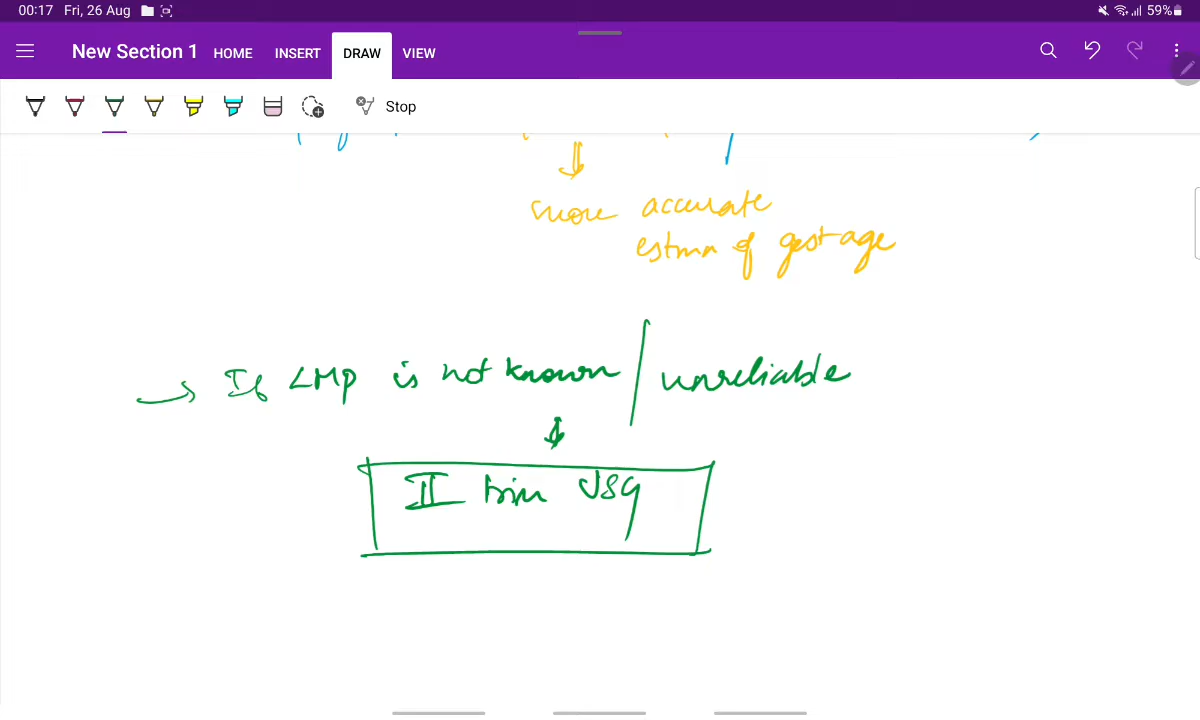 00:17 Fri, 26 Aug 59%
New Section 1 HOME INSERT DRAW VIEW
Stop
more accurate
estmn of gest age
If LMP is not known / unreliable
II trim USG